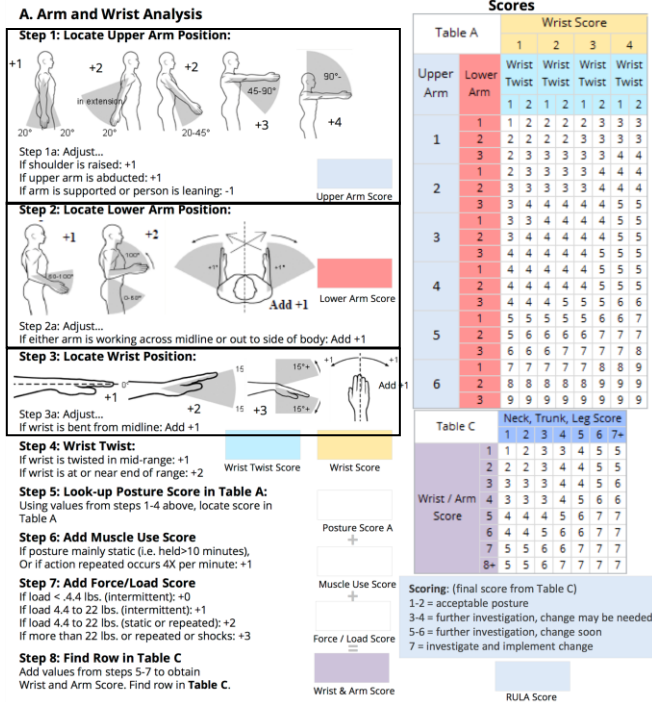 A. Arm and Wrist Analysis
Step 1: Locate Upper Arm Position:
+1
+2
+2
+3
+4
in extension
45-90°
90°-
20°
20°
20°
20-45°
Step 1a: Adjust...
If shoulder is raised: +1
If upper arm is abducted: +1
If arm is supported or person is leaning: -1
Upper Arm Score
Step 2: Locate Lower Arm Position:
+1
+2
100°
0-60°
+1°
+1°
Add +1
Lower Arm Score
Step 2a: Adjust...
If either arm is working across midline or out to side of body: Add +1
Step 3: Locate Wrist Position:
0°
+1
15
+2
15
15°+
+3
15°+
+1
+1
Add +1
Step 3a: Adjust...
If wrist is bent from midline: Add +1
Step 4: Wrist Twist:
If wrist is twisted in mid-range: +1
If wrist is at or near end of range: +2
Wrist Twist Score
Wrist Score
Step 5: Look-up Posture Score in Table A:
Using values from steps 1-4 above, locate score in
Table A
Posture Score A
+
Step 6: Add Muscle Use Score
If posture mainly static (i.e. held>10 minutes),
Or if action repeated occurs 4X per minute: +1
Muscle Use Score
+
Step 7: Add Force/Load Score
If load < .4.4 lbs. (intermittent): +0
If load 4.4 to 22 lbs. (intermittent): +1
If load 4.4 to 22 lbs. (static or repeated): +2
If more than 22 lbs. or repeated or shocks: +3
Force / Load Score
=
Step 8: Find Row in Table C
Add values from steps 5-7 to obtain
Wrist and Arm Score. Find row in Table C.
Wrist & Arm Score
Scores
Table A
Wrist Score
1 2 3 4
Upper Arm
Lower Arm
Wrist Twist Wrist Twist Wrist Twist Wrist Twist
1 2 1 2 1 2 1 2
1
1 1 2 2 2 2 3 3 3
2 2 2 2 2 3 3 3 3
3 2 3 3 3 3 3 4 4
2
1 2 3 3 3 3 4 4 4
2 3 3 3 3 3 4 4 4
3 3 4 4 4 4 4 5 5
3
1 3 3 4 4 4 4 5 5
2 3 4 4 4 4 4 5 5
3 4 4 4 4 4 5 5 5
4
1 4 4 4 4 4 5 5 5
2 4 4 4 4 4 5 5 5
3 4 4 4 5 5 5 6 6
5
1 5 5 5 5 5 6 6 7
2 5 6 6 6 6 7 7 7
3 6 6 6 7 7 7 7 8
6
1 7 7 7 7 7 8 8 9
2 8 8 8 8 8 9 9 9
3 9 9 9 9 9 9 9 9
Table C
Neck, Trunk, Leg Score
1 2 3 4 5 6 7+
Wrist / Arm
Score
1 1 2 3 3 4 5 5
2 2 2 3 4 4 5 5
3 3 3 3 4 4 5 6
4 3 3 3 4 5 6 6
5 4 4 4 5 6 7 7
6 4 4 5 6 6 7 7
7 5 5 6 6 7 7 7
8+ 5 5 6 7 7 7 7
Scoring: (final score from Table C)
1-2 = acceptable posture
3-4 = further investigation, change may be needed
5-6 = further investigation, change soon
7 = investigate and implement change
RULA Score